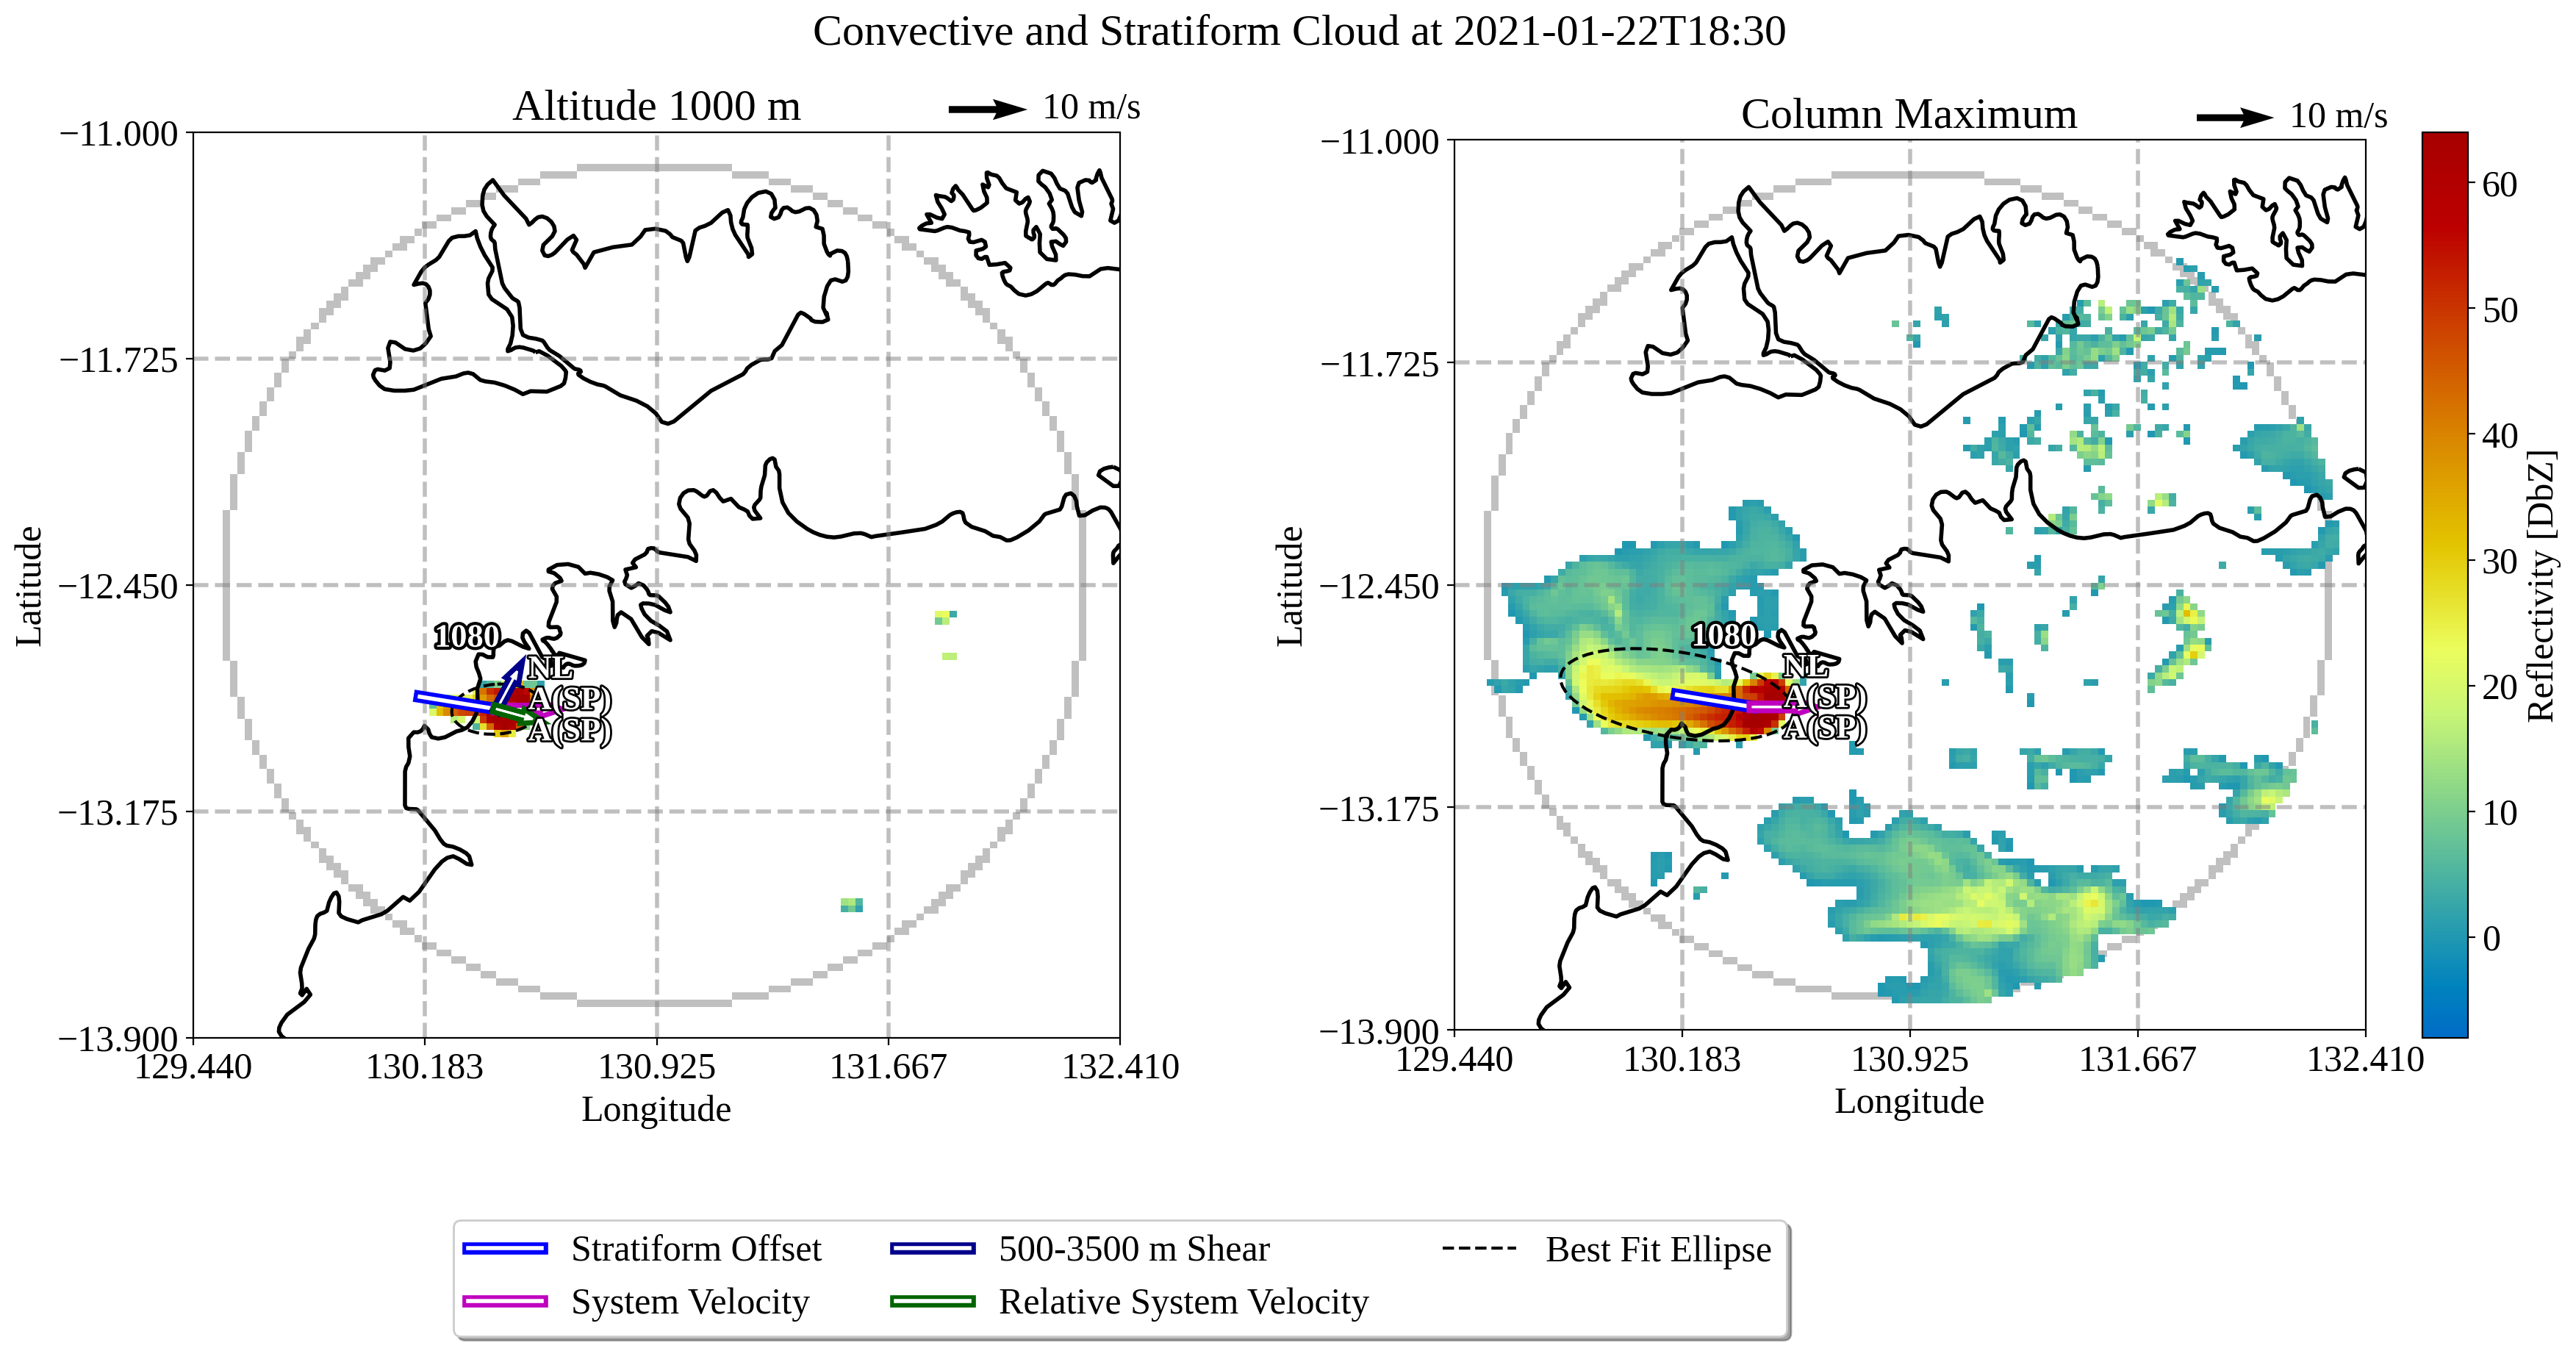 Convective and Stratiform Cloud at 2021-01-22T18:30
Altitude 1000 m
10 m/s
−11.000
−11.725
−12.450
−13.175
−13.900
Latitude
129.440
130.183
130.925
131.667
132.410
Longitude
1080
NL
A(SP)
A(SP)
Column Maximum
10 m/s
−11.000
−11.725
−12.450
−13.175
−13.900
Latitude
129.440
130.183
130.925
131.667
132.410
Longitude
1080
NL
A(SP)
A(SP)
60
50
40
30
20
10
0
Reflectivity [DbZ]
Stratiform Offset
System Velocity
500-3500 m Shear
Relative System Velocity
Best Fit Ellipse